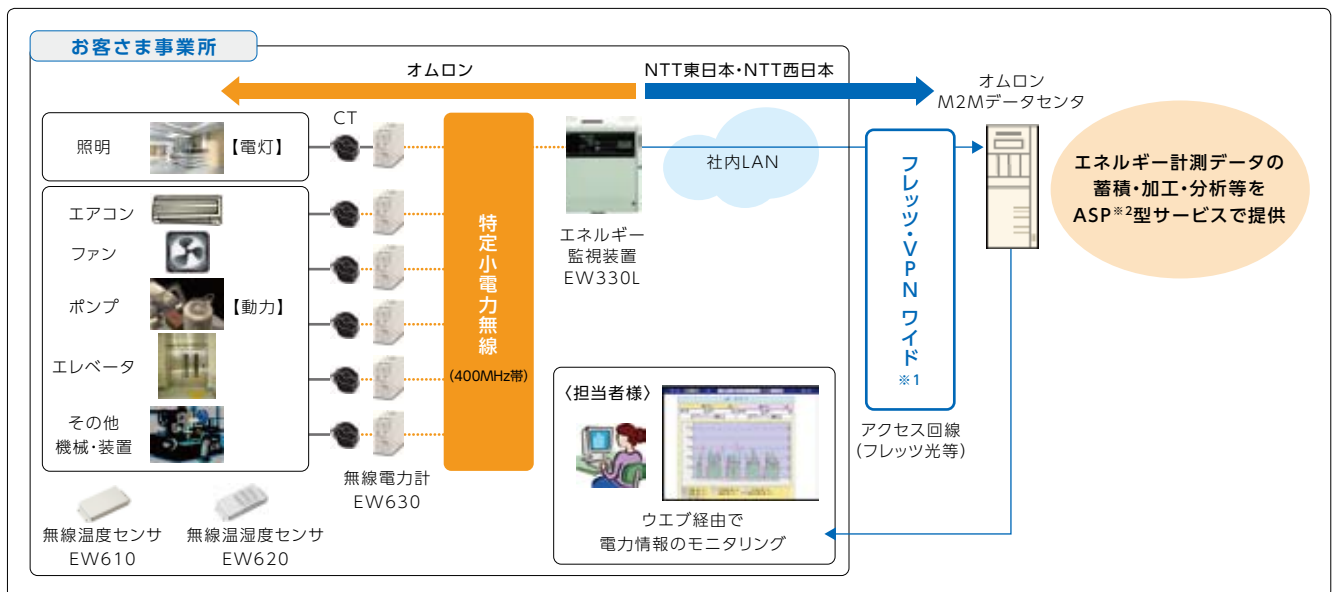 お客さま事業所
オムロン
NTT東日本・NTT西日本
オムロン
M2Mデータセンタ
CT
照明
【電灯】
エアコン
ファン
ポンプ
【動力】
エレベータ
その他
機械・装置
無線電力計
EW630
特定小電力無線
(400MHz帯)
エネルギー
監視装置
EW330L
社内LAN
フレッツ・VPN ワイド
※1
アクセス回線
(フレッツ光等)
エネルギー計測データの
蓄積・加工・分析等を
ASP※2型サービスで提供
〈担当者様〉
ウエブ経由で
電力情報のモニタリング
無線温度センサ
EW610
無線温湿度センサ
EW620